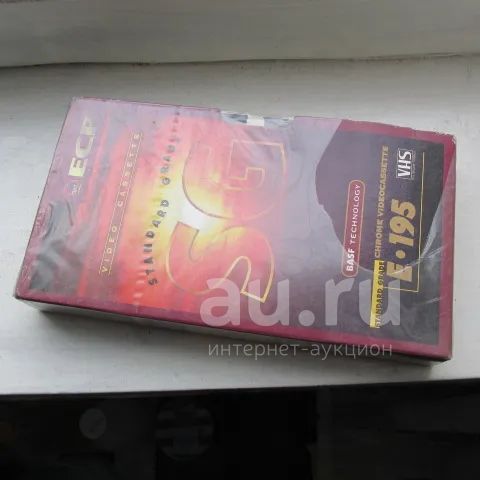 ECP
VIDEO CASSETTE
STANDARD GRADE
SG
BASF TECHNOLOGY
STANDARD GRADE
CHROME VIDEOCASSETTE
E·195
VHS
au.ru
интернет-аукцион